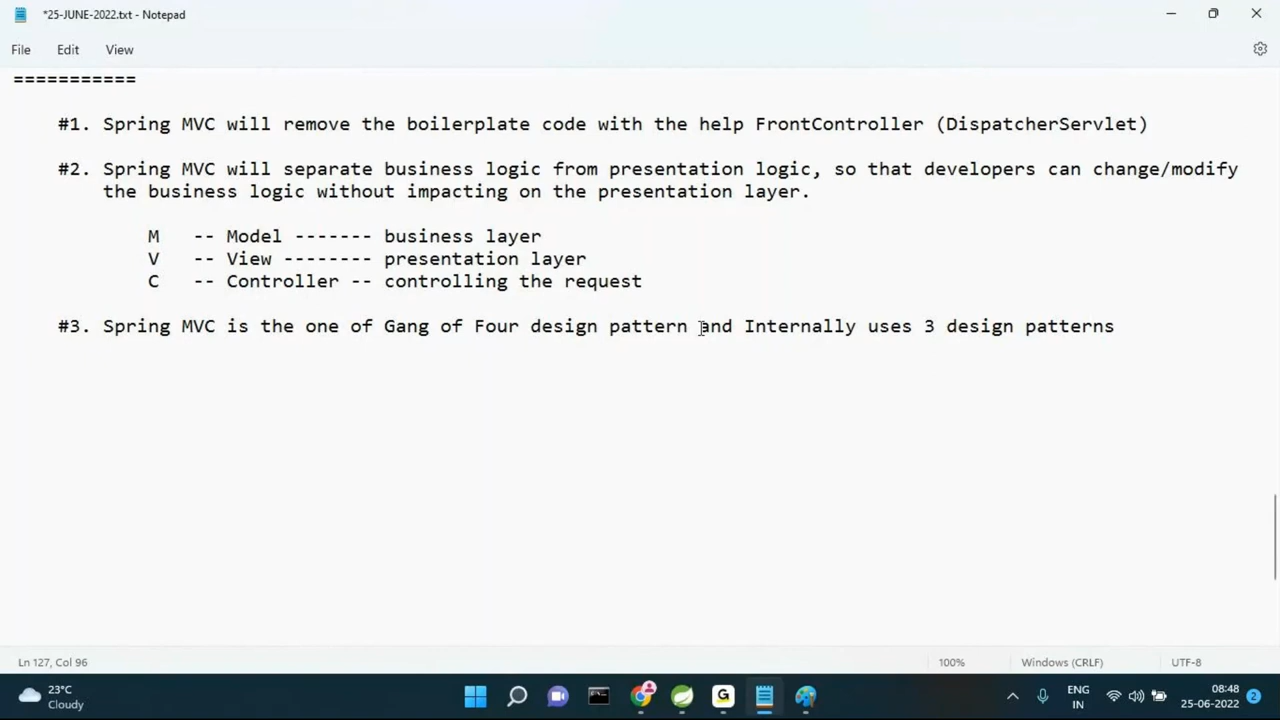 *25-JUNE-2022.txt - Notepad
File Edit View
===========
#1. Spring MVC will remove the boilerplate code with the help FrontController (DispatcherServlet)
#2. Spring MVC will separate business logic from presentation logic, so that developers can change/modify
the business logic without impacting on the presentation layer.
M -- Model ------- business layer
V -- View -------- presentation layer
C -- Controller -- controlling the request
#3. Spring MVC is the one of Gang of Four design pattern and Internally uses 3 design patterns
Ln 127, Col 96 100% Windows (CRLF) UTF-8
23°C
Cloudy
G
ENG
IN
08:48
25-06-2022
2